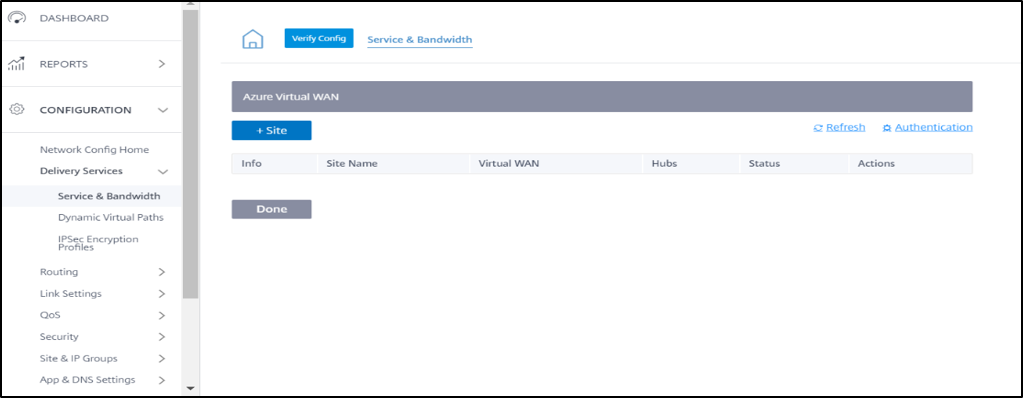 DASHBOARD
REPORTS
CONFIGURATION
Network Config Home
Delivery Services
Service & Bandwidth
Dynamic Virtual Paths
IPSec Encryption
Profiles
Routing
Link Settings
QoS
Security
Site & IP Groups
App & DNS Settings
Verify Config Service & Bandwidth
Azure Virtual WAN
+ Site Refresh Authentication
Info Site Name Virtual WAN Hubs Status Actions
Done